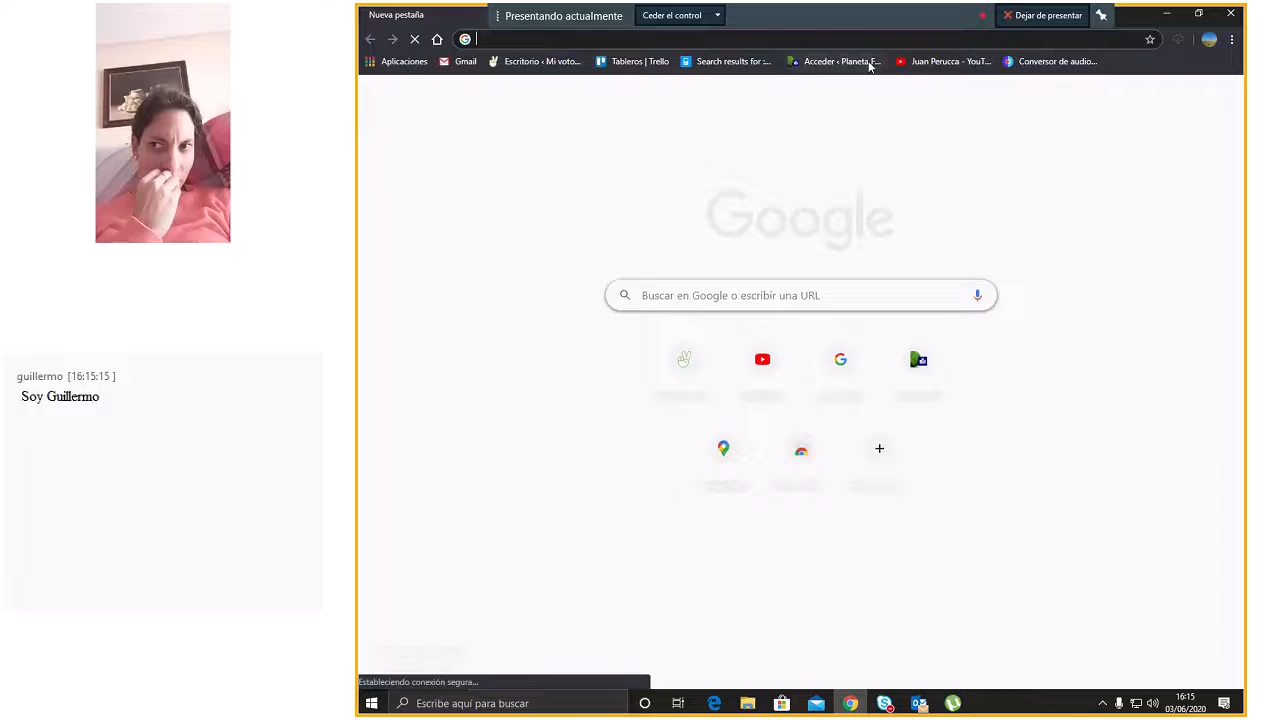 Nueva pestaña
Presentando actualmente
Ceder el control
Dejar de presentar
Aplicaciones
Gmail
Escritorio ‹ Mi voto...
Tableros | Trello
Search results for :...
Acceder ‹ Planeta F...
Juan Perucca - YouT...
Conversor de audio...
Google
Buscar en Google o escribir una URL
guillermo [16:15:15 ]
Soy Guillermo
Estableciendo conexión segura...
Escribe aquí para buscar
16:15
03/06/2020